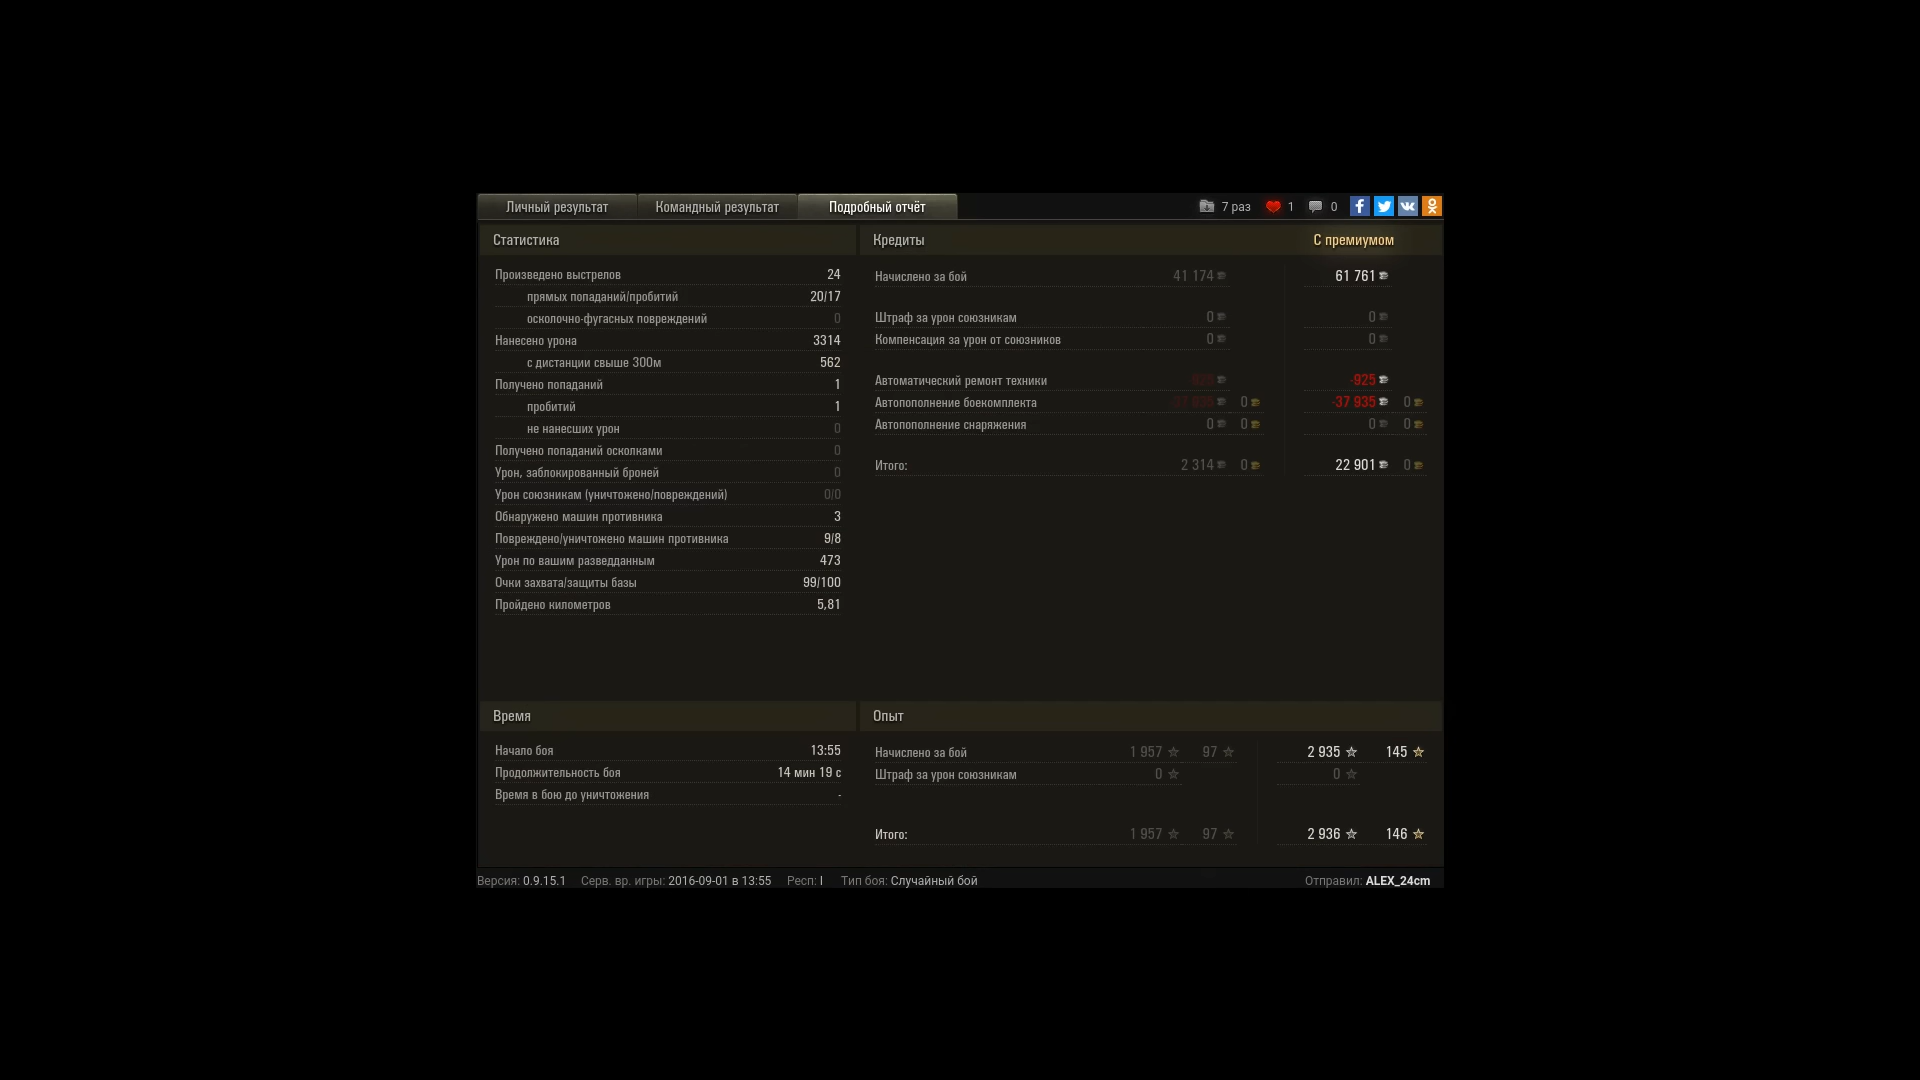 Личный результат Командный результат Подробный отчёт 7 раз 1 0
Статистика
Произведено выстрелов 24
прямых попаданий/пробитий 20/17
осколочно-фугасных повреждений 0
Нанесено урона 3314
с дистанции свыше 300м 562
Получено попаданий 1
пробитий 1
не нанесших урон 0
Получено попаданий осколками 0
Урон, заблокированный броней 0
Урон союзникам (уничтожено/повреждений) 0/0
Обнаружено машин противника 3
Повреждено/уничтожено машин противника 9/8
Урон по вашим разведданным 473
Очки захвата/защиты базы 99/100
Пройдено километров 5,81
Кредиты С премиумом
Начислено за бой 41 174 61 761
Штраф за урон союзникам 0 0
Компенсация за урон от союзников 0 0
Автоматический ремонт техники -925 -925
Автопополнение боекомплекта -37 935 0 -37 935 0
Автопополнение снаряжения 0 0 0 0
Итого: 2 314 0 22 901 0
Время
Начало боя 13:55
Продолжительность боя 14 мин 19 с
Время в бою до уничтожения -
Опыт
Начислено за бой 1 957 97 2 935 145
Штраф за урон союзникам 0 0
Итого: 1 957 97 2 936 146
Версия: 0.9.15.1 Серв. вр. игры: 2016-09-01 в 13:55 Респ: I Тип боя: Случайный бой Отправил: ALEX_24cm